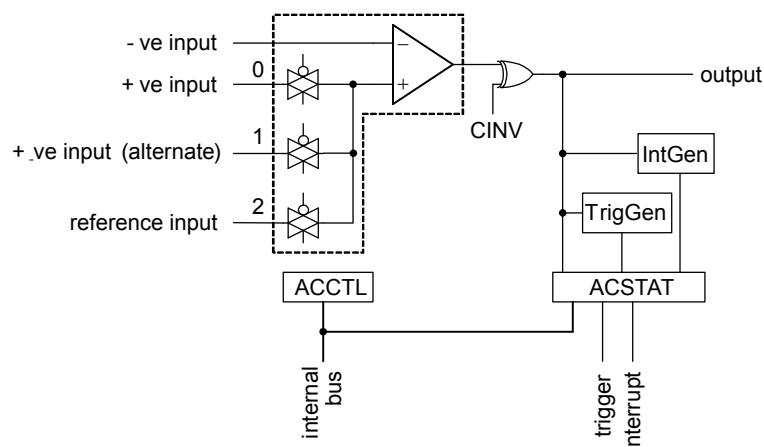 - ve input
+ ve input
0
+ -ve input (alternate)
1
reference input
2
CINV
output
IntGen
TrigGen
ACCTL
ACSTAT
internal
bus
trigger
nterrupt